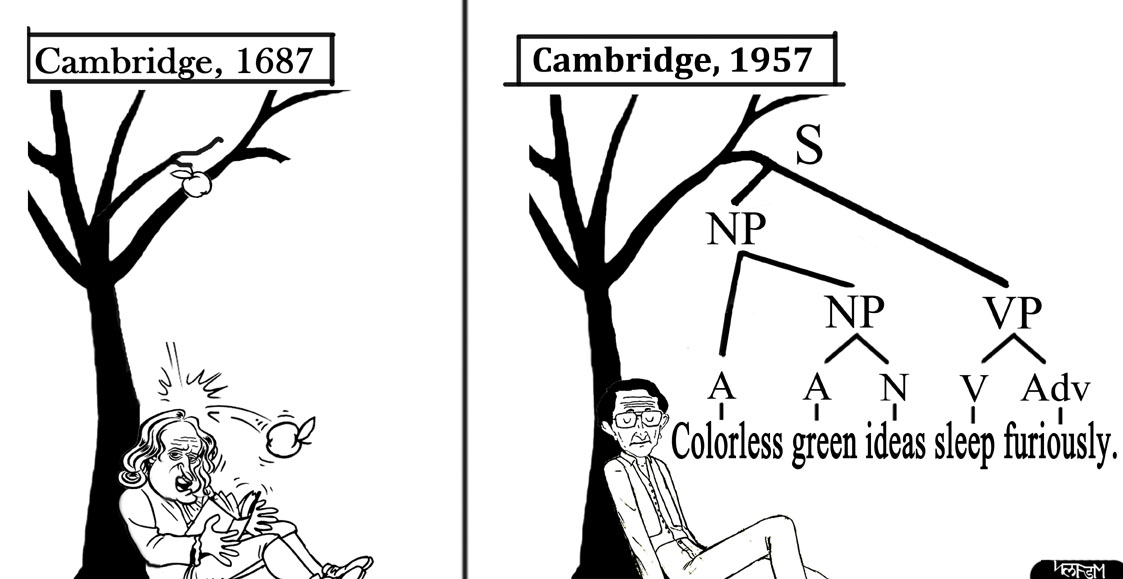 Cambridge, 1687
Cambridge, 1957
S
NP
NP VP
A A N V Adv
Colorless green ideas sleep furiously.